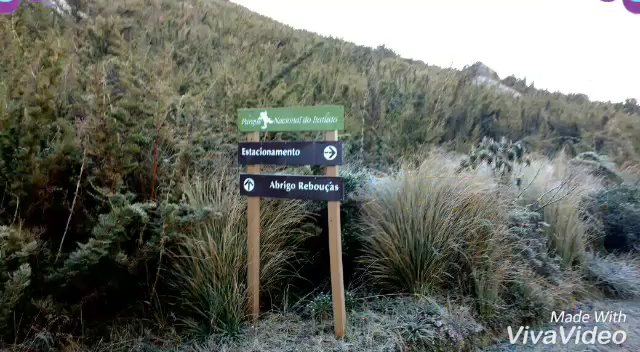 Parque Nacional do Itatiaia
Estacionamento
Abrigo Rebouças
Made With
VivaVideo